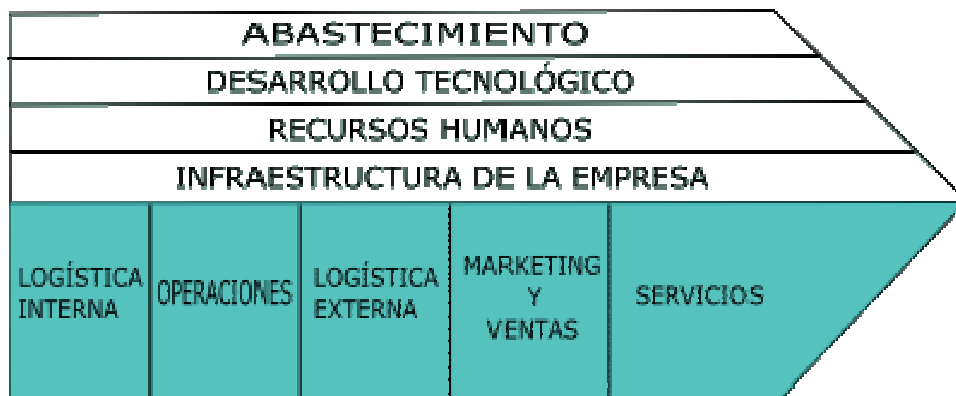 ABASTECIMIENTO
DESARROLLO TECNOLÓGICO
RECURSOS HUMANOS
INFRAESTRUCTURA DE LA EMPRESA
LOGÍSTICA
INTERNA
OPERACIONES
LOGÍSTICA
EXTERNA
MARKETING
Y
VENTAS
SERVICIOS